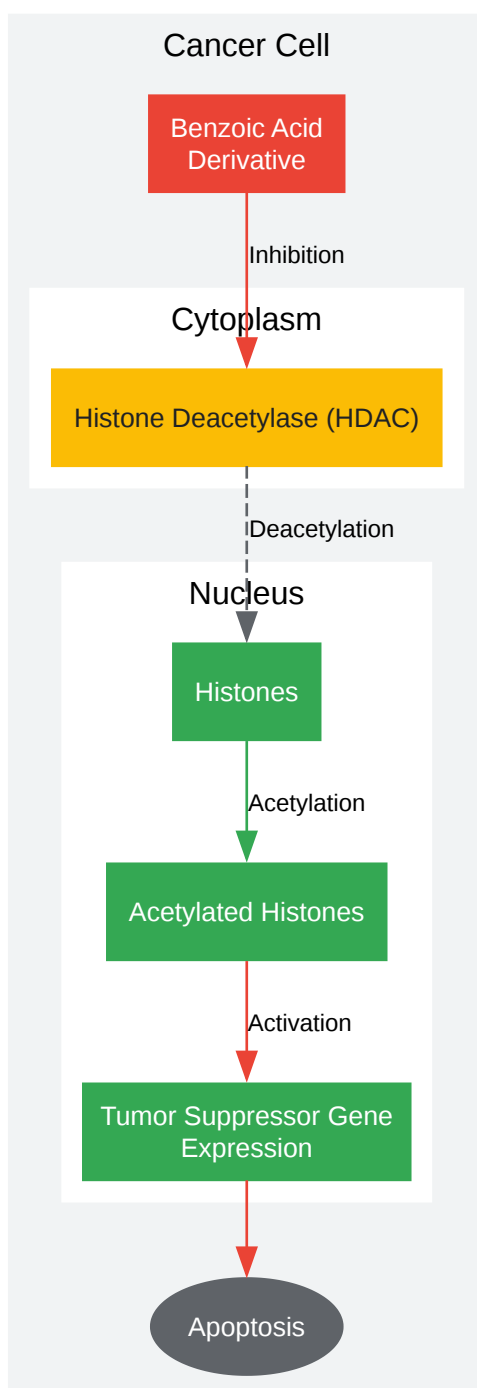 Cancer Cell
Benzoic Acid
Derivative
Inhibition
Cytoplasm
Histone Deacetylase (HDAC)
Deacetylation
Nucleus
Histones
Acetylation
Acetylated Histones
Activation
Tumor Suppressor Gene
Expression
Apoptosis